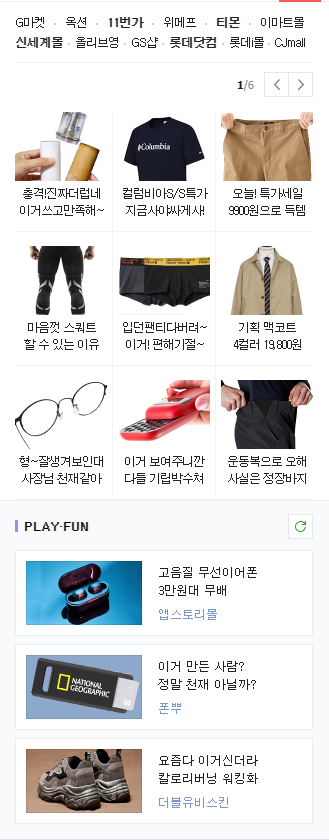 G마켓 · 옥션 · 11번가 · 위메프 · 티몬 · 이마트몰
신세계몰 · 올리브영 · GS샵 · 롯데닷컴 · 롯데i몰 · CJmall
1/6
Columbia
충격!진짜더럽네 컬럼비아S/S특가 오늘! 특가세일
이거쓰고만족해~ 지금사야싸게사! 9900원으로 득템
마음껏 스쿼트 입던팬티다버려~ 기획 맥코트
할 수 있는 이유 이거! 편해기절~ 4컬러 19,800원
형~잘생겨보인대 이거 보여주니깐 운동복으로 오해
사장님 천재같아 다들 기립박수쳐 사실은 정장바지
PLAY·FUN
고음질 무선이어폰
3만원대 무배
앱스토리몰
NATIONAL
GEOGRAPHIC
이거 만든 사람?
정말 천재 아닐까?
폰뿌
요즘다 이거신더라
칼로리버닝 워킹화
더블유비스킨